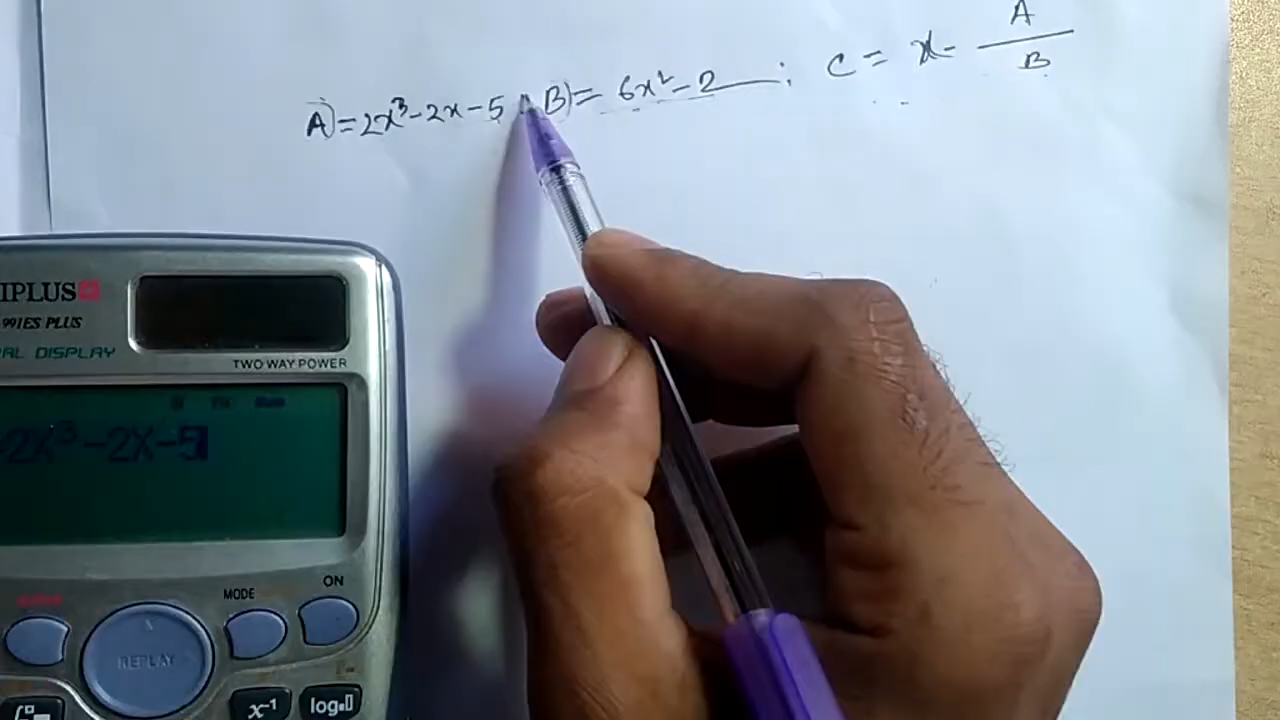 A) = 2x³ - 2x - 5 : B) = 6x² - 2 ; C = x - A/B
IPLUS
991ES PLUS
RAL DISPLAY
TWO WAY POWER
2X³-2X-5
ON
MODE
REPLAY
x⁻¹
log